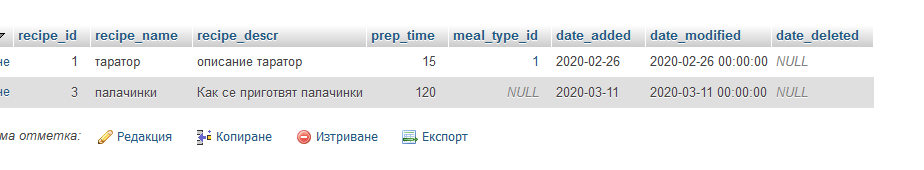 recipe_id recipe_name recipe_descr prep_time meal_type_id date_added date_modified date_deleted
не 1 таратор описание таратор 15 1 2020-02-26 2020-02-26 00:00:00 NULL
не 3 палачинки Как се приготвят палачинки 120 NULL 2020-03-11 2020-03-11 00:00:00 NULL
ма отметка: Редакция Копиране Изтриване Експорт